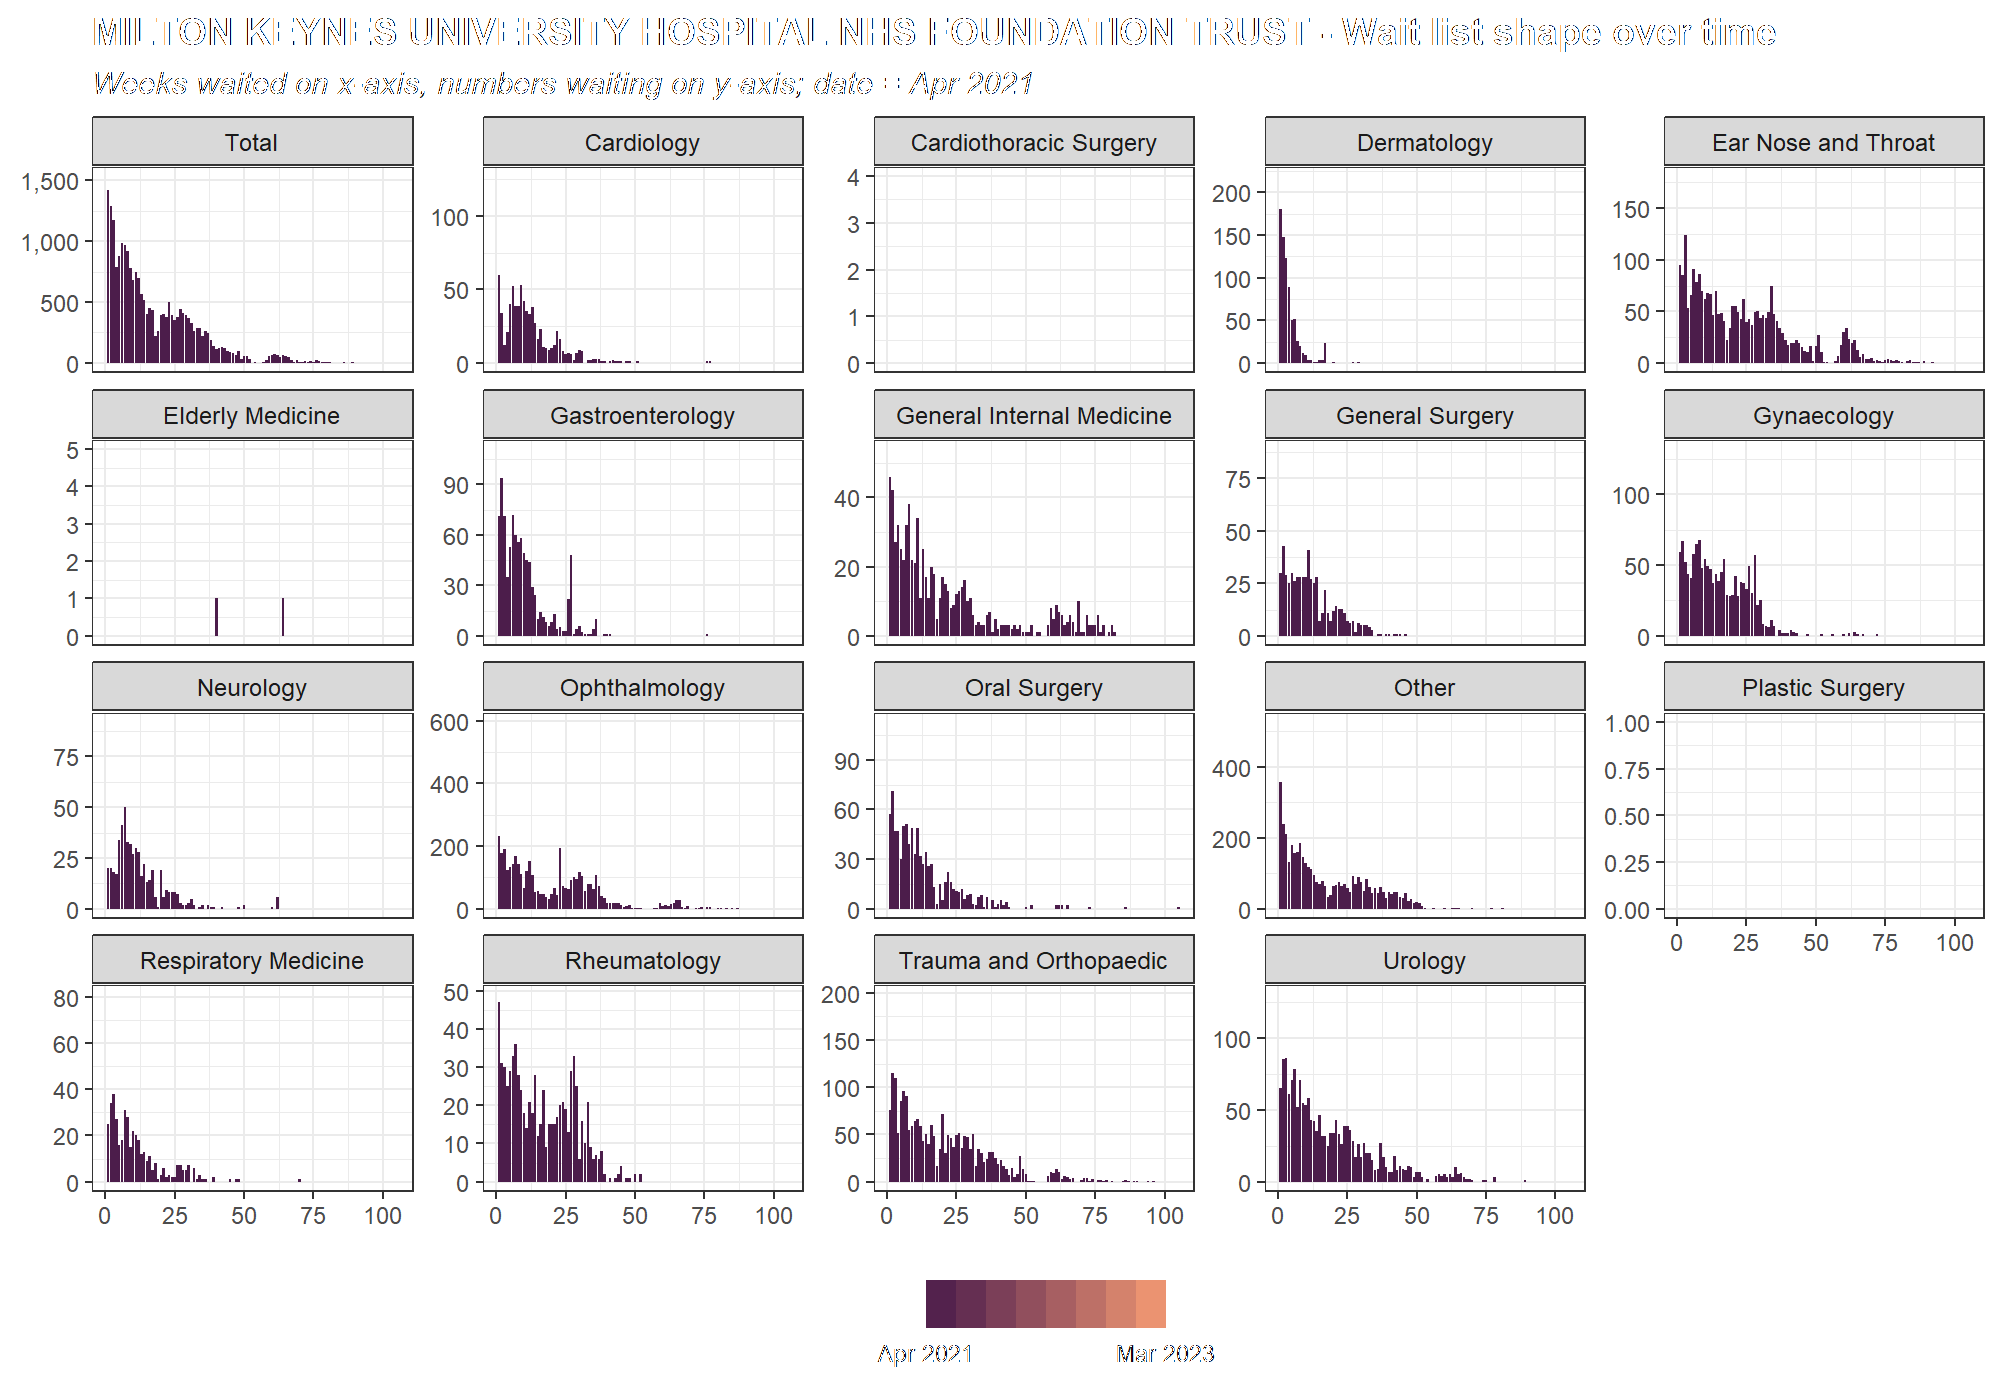 MILTON KEYNES UNIVERSITY HOSPITAL NHS FOUNDATION TRUST - Wait list shape over time
Weeks waited on x-axis, numbers waiting on y-axis; date = Apr 2021
Total
Cardiology
Cardiothoracic Surgery
Dermatology
Ear Nose and Throat
1,500
1,000
500
0
100
50
0
4
3
2
1
0
200
150
100
50
0
150
100
50
0
Elderly Medicine
Gastroenterology
General Internal Medicine
General Surgery
Gynaecology
5
4
3
2
1
0
90
60
30
0
40
20
0
75
50
25
0
100
50
0
Neurology
Ophthalmology
Oral Surgery
Other
Plastic Surgery
75
50
25
0
600
400
200
0
90
60
30
0
400
200
0
1.00
0.75
0.50
0.25
0.00
0 25 50 75 100
Respiratory Medicine
Rheumatology
Trauma and Orthopaedic
Urology
80
60
40
20
0
50
40
30
20
10
0
200
150
100
50
0
100
50
0
0 25 50 75 100
0 25 50 75 100
0 25 50 75 100
0 25 50 75 100
Apr 2021
Mar 2023